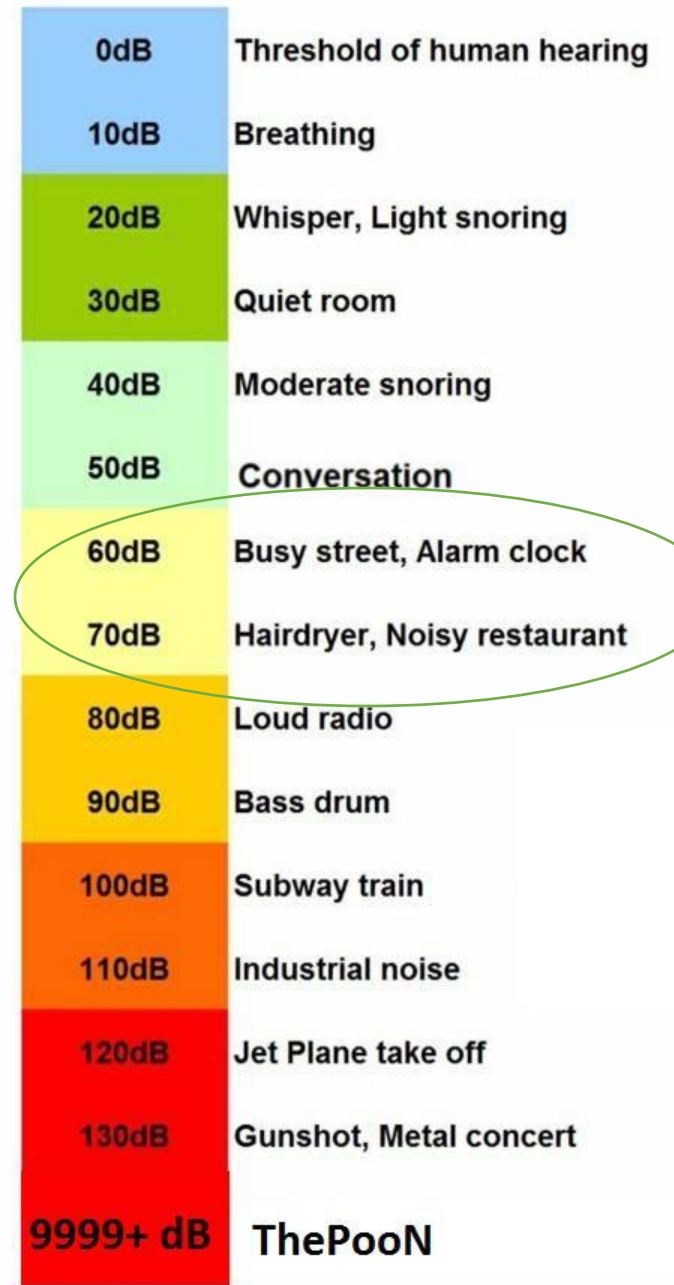 0dB Threshold of human hearing
10dB Breathing
20dB Whisper, Light snoring
30dB Quiet room
40dB Moderate snoring
50dB Conversation
60dB Busy street, Alarm clock
70dB Hairdryer, Noisy restaurant
80dB Loud radio
90dB Bass drum
100dB Subway train
110dB Industrial noise
120dB Jet Plane take off
130dB Gunshot, Metal concert
9999+ dB ThePooN